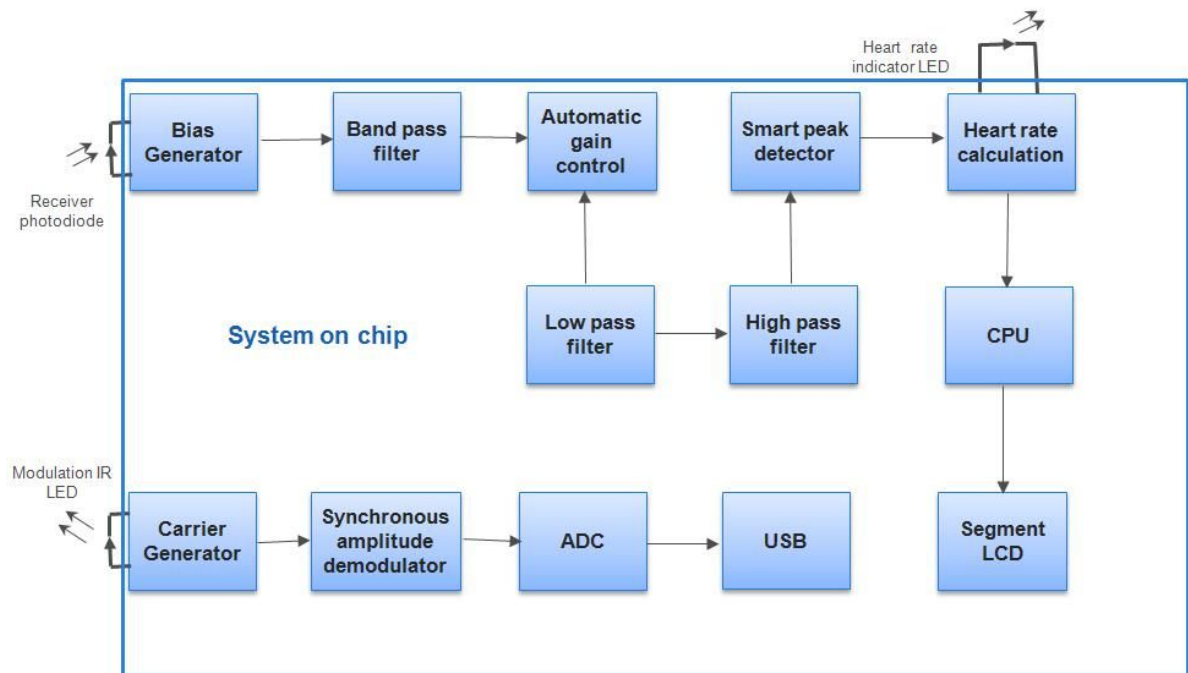 Heart rate
indicator LED
Bias
Generator
Band pass
filter
Automatic
gain
control
Smart peak
detector
Heart rate
calculation
Receiver
photodiode
System on chip
Low pass
filter
High pass
filter
CPU
Modulation IR
LED
Carrier
Generator
Synchronous
amplitude
demodulator
ADC
USB
Segment
LCD